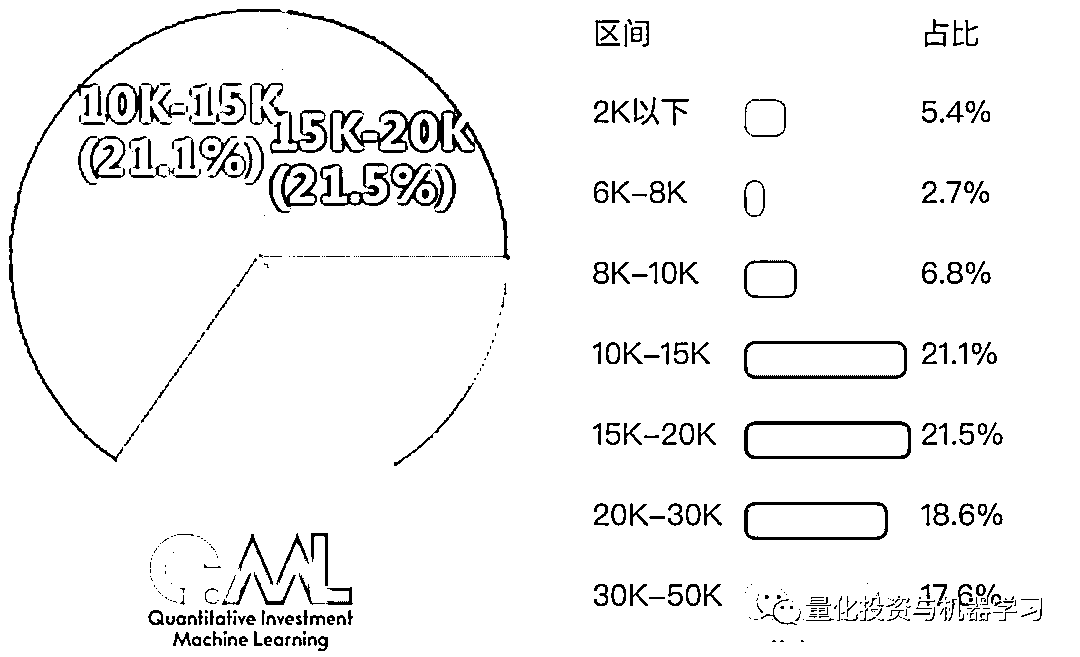 10K-15K
(21.1%)
15K-20K
(21.5%)
区间 占比
2K以下 5.4%
6K-8K 2.7%
8K-10K 6.8%
10K-15K 21.1%
15K-20K 21.5%
20K-30K 18.6%
30K-50K 17.6%
量化投资与机器学习
QIML
Quantitative Investment
Machine Learning